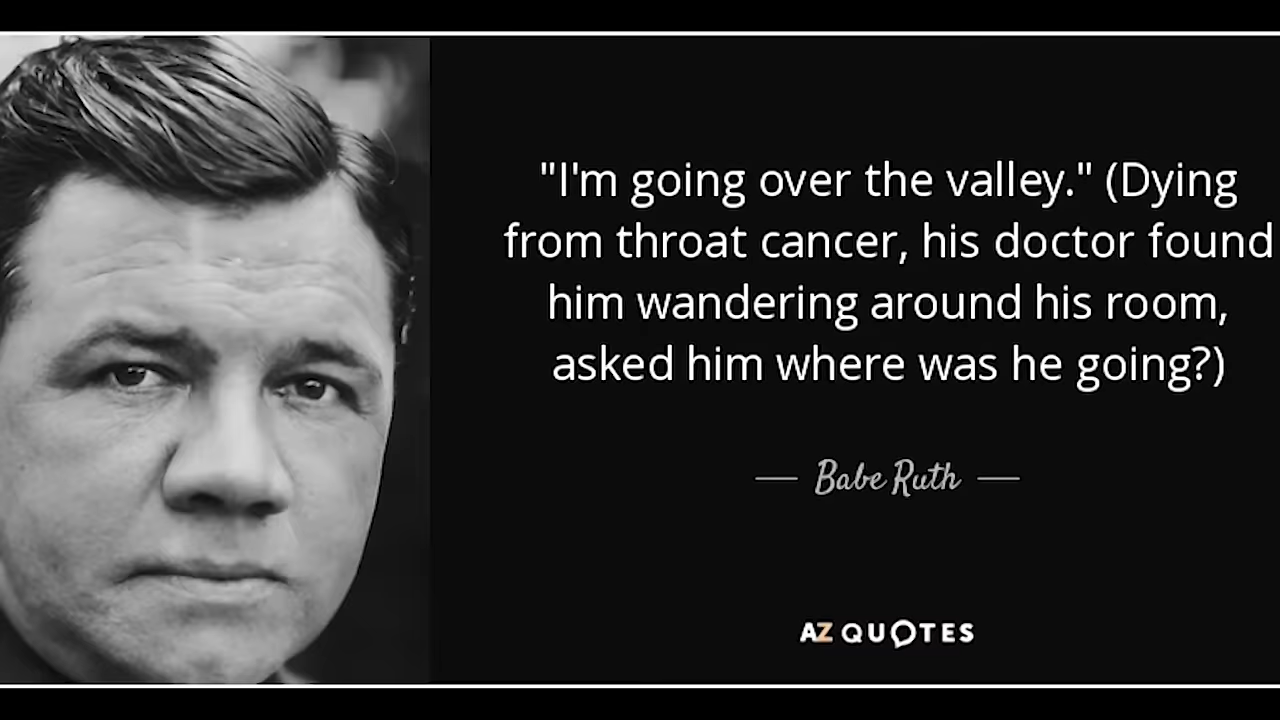 "I'm going over the valley." (Dying
from throat cancer, his doctor found
him wandering around his room,
asked him where was he going?)
Babe Ruth
AZ QUOTES